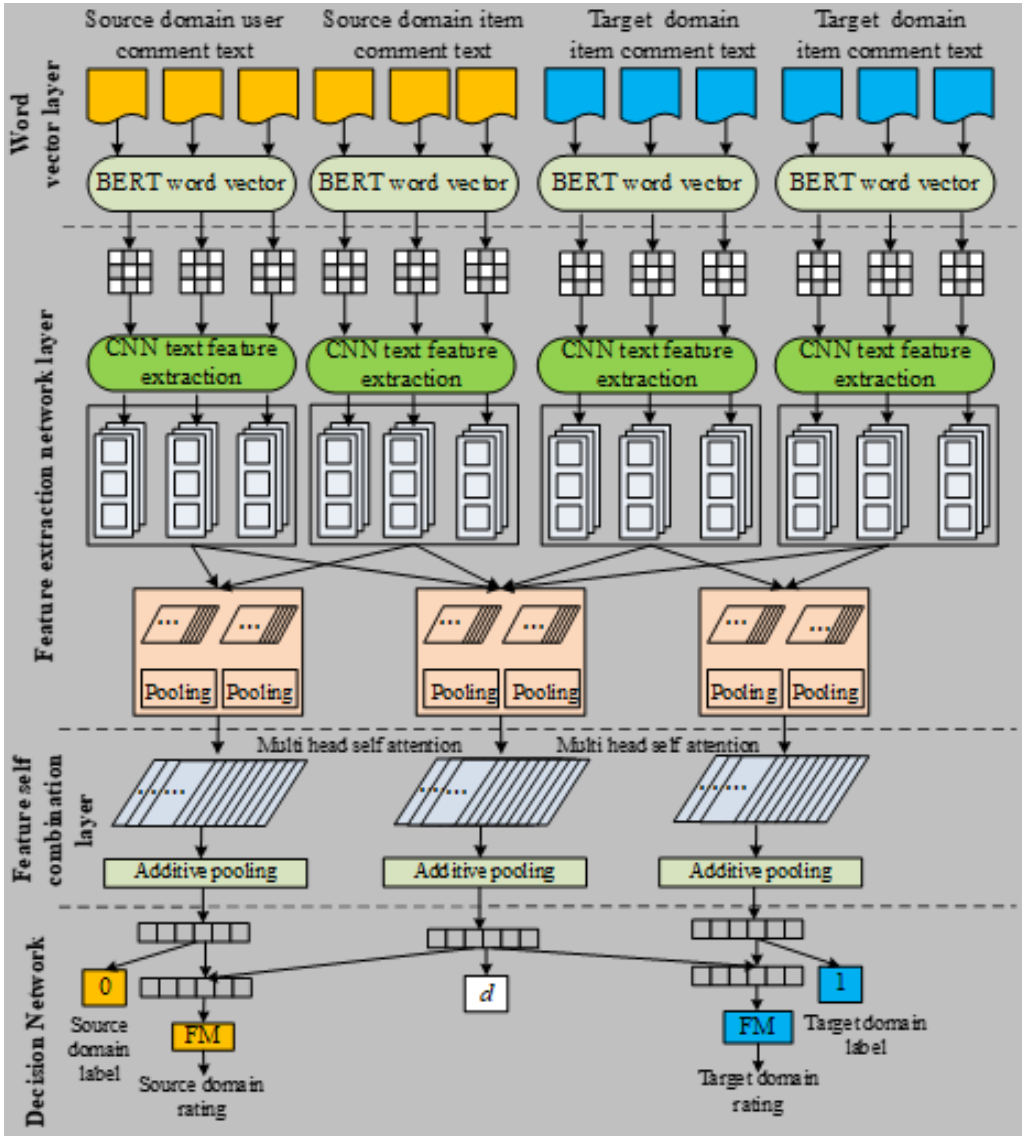 Source domain user
comment text
Source domain item
comment text
Target domain
item comment text
Target domain
item comment text
Word
vector layer
BERT word vector
BERT word vector
BERT word vector
BERT word vector
Feature extraction network layer
CNN text feature
extraction
CNN text feature
extraction
CNN text feature
extraction
CNN text feature
extraction
...
...
...
...
...
...
Pooling
Pooling
Pooling
Pooling
Pooling
Pooling
Feature self
combination
layer
Multi head self attention
Multi head self attention
......
......
......
Additive pooling
Additive pooling
Additive pooling
Decision Network
0
Source
domain
label
FM
Source domain
rating
d
1
Target domain
label
FM
Target domain
rating